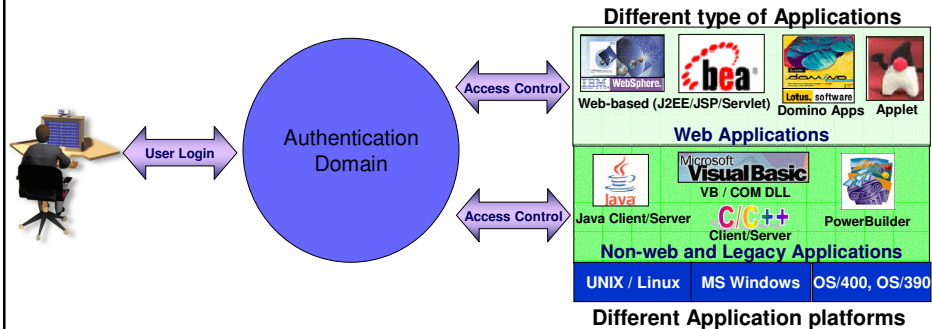 Different type of Applications
User Login
Authentication
Domain
Access Control
Access Control
IBM. WebSphere.
bea
domino
Lotus. software
Web-based (J2EE/JSP/Servlet)
Domino Apps
Applet
Web Applications
Java
Java Client/Server
Microsoft
Visual Basic
VB / COM DLL
C/C++
Client/Server
PowerBuilder
Non-web and Legacy Applications
UNIX / Linux
MS Windows
OS/400, OS/390
Different Application platforms